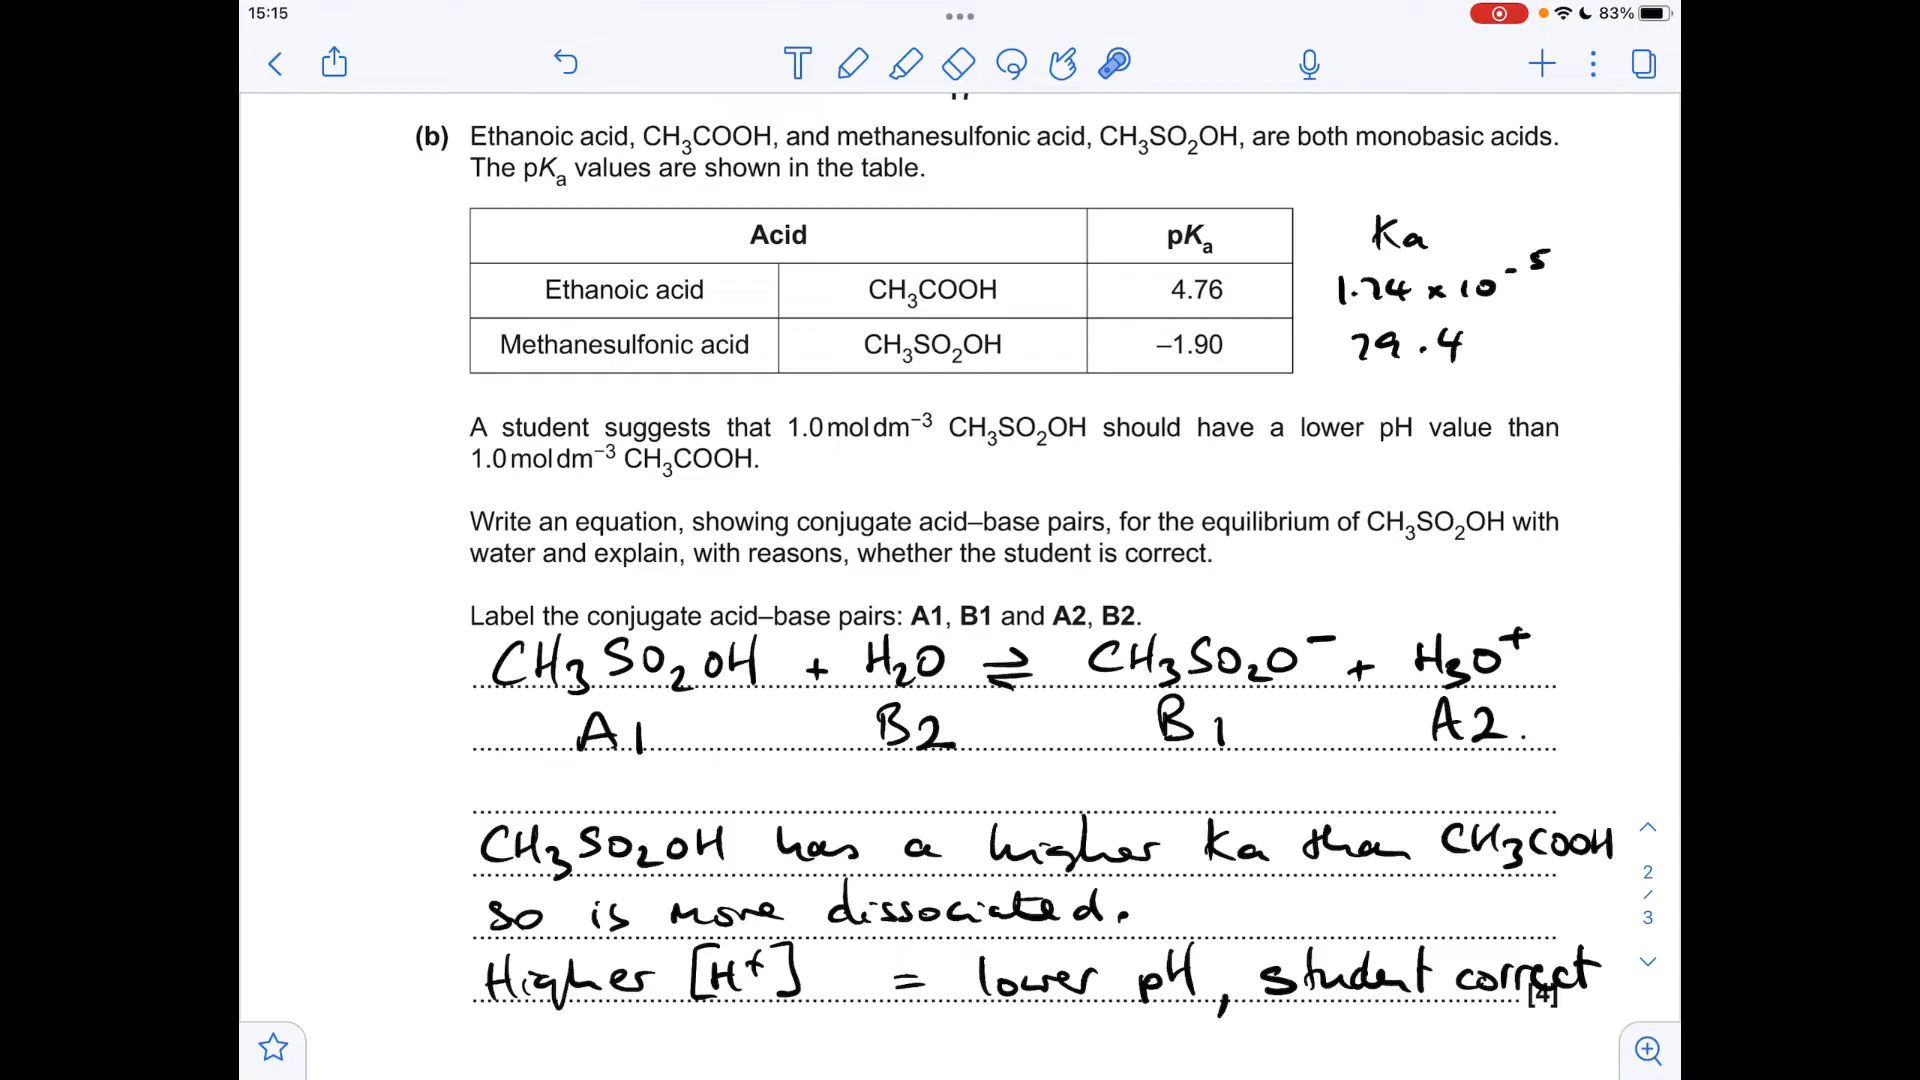 15:15
83%
17
(b) Ethanoic acid, CH₃COOH, and methanesulfonic acid, CH₃SO₂OH, are both monobasic acids.
The pKₐ values are shown in the table.
Acid pKₐ Ka
Ethanoic acid CH₃COOH 4.76 1.74 × 10⁻⁵
Methanesulfonic acid CH₃SO₂OH –1.90 79.4
A student suggests that 1.0 mol dm⁻³ CH₃SO₂OH should have a lower pH value than
1.0 mol dm⁻³ CH₃COOH.
Write an equation, showing conjugate acid–base pairs, for the equilibrium of CH₃SO₂OH with
water and explain, with reasons, whether the student is correct.
Label the conjugate acid–base pairs: A1, B1 and A2, B2.
CH₃SO₂OH + H₂O ⇌ CH₃SO₂O⁻ + H₃O⁺
A1 B2 B1 A2.
CH₃SO₂OH has a higher Ka than CH₃COOH
so is more dissociated.
Higher [H⁺] = lower pH, student correct
[4]
2
/
3